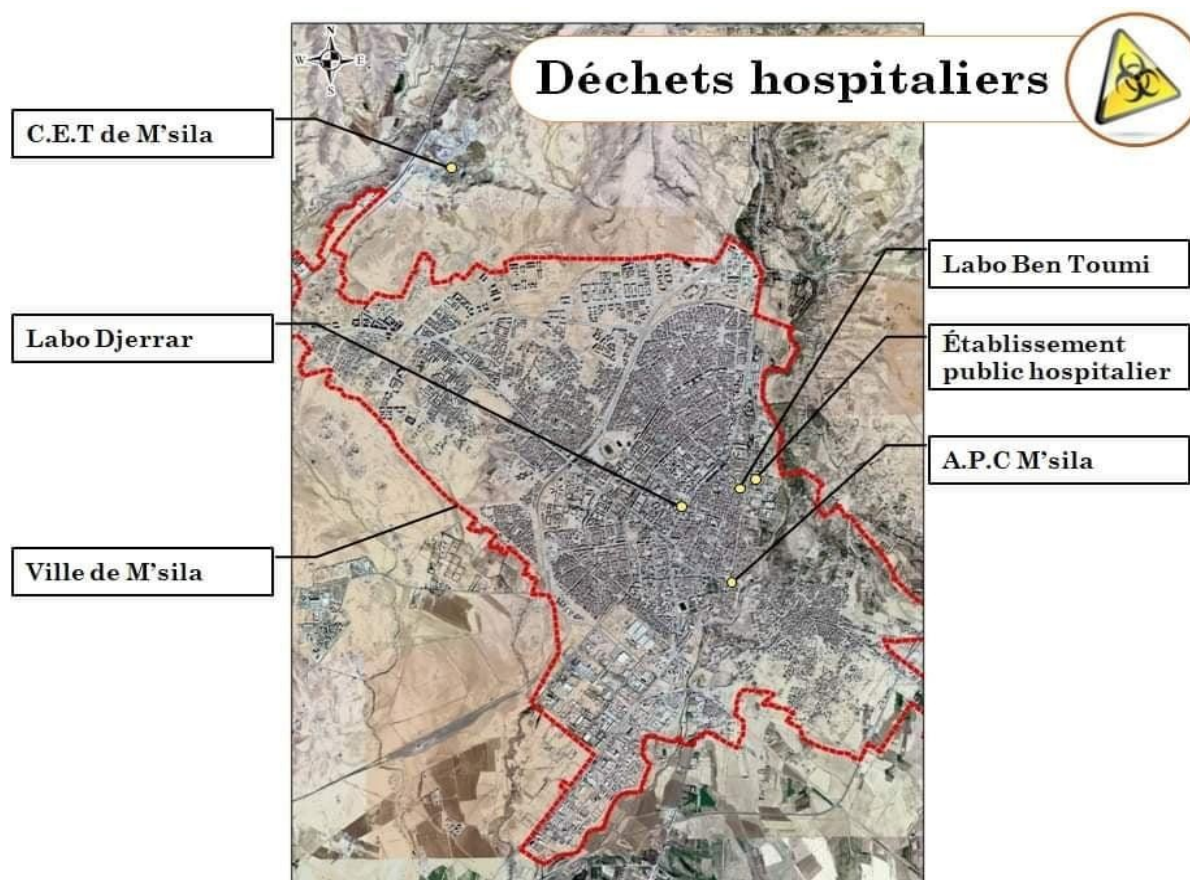 Déchets hospitaliers
N
W E
S
C.E.T de M'sila
Labo Ben Toumi
Labo Djerrar
Établissement
public hospitalier
A.P.C M'sila
Ville de M'sila